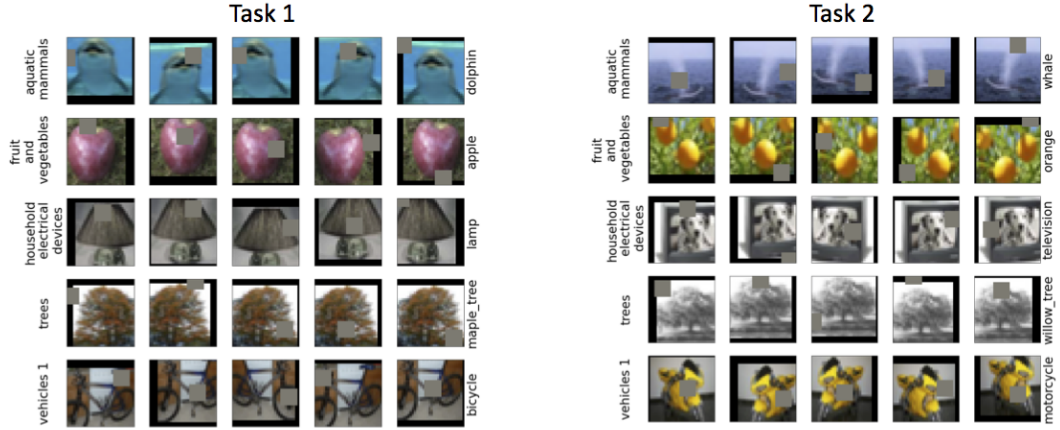 Task 1
aquatic
mammals
dolphin
fruit
and
vegetables
apple
household
electrical
devices
lamp
trees
maple_tree
vehicles 1
bicycle
Task 2
aquatic
mammals
whale
fruit
and
vegetables
orange
household
electrical
devices
television
trees
willow_tree
vehicles 1
motorcycle